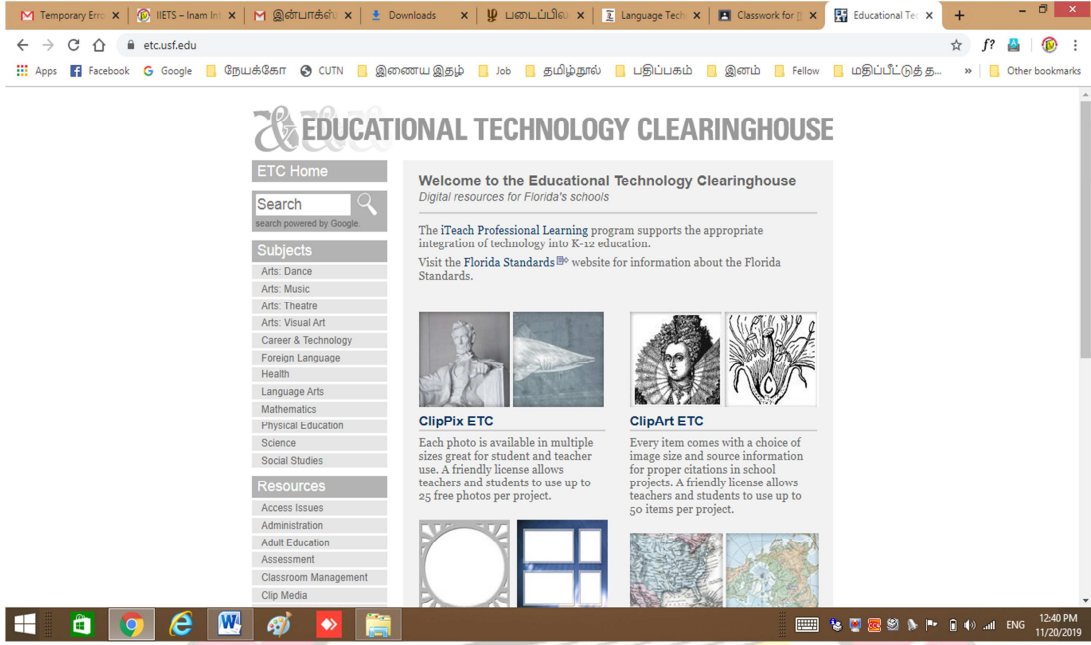 Temporary Erro
IIETS – Inam Int
இன்பாக்ஸ்
Downloads
படைப்பில
Language Tech
Classwork for
Educational Te
etc.usf.edu
f?
Apps
Facebook
Google
நேயக்கோ
CUTN
இணைய இதழ்
Job
தமிழ்நூல்
பதிப்பகம்
இனம்
Fellow
மதிப்பீட்டுத் த...
»
Other bookmarks
EDUCATIONAL TECHNOLOGY CLEARINGHOUSE
ETC Home
Search
search powered by Google.
Subjects
Arts: Dance
Arts: Music
Arts: Theatre
Arts: Visual Art
Career & Technology
Foreign Language
Health
Language Arts
Mathematics
Physical Education
Science
Social Studies
Resources
Access Issues
Administration
Adult Education
Assessment
Classroom Management
Clip Media
Welcome to the Educational Technology Clearinghouse
Digital resources for Florida's schools
The iTeach Professional Learning program supports the appropriate
integration of technology into K-12 education.
Visit the Florida Standards website for information about the Florida
Standards.
ClipPix ETC
Each photo is available in multiple
sizes great for student and teacher
use. A friendly license allows
teachers and students to use up to
25 free photos per project.
ClipArt ETC
Every item comes with a choice of
image size and source information
for proper citations in school
projects. A friendly license allows
teachers and students to use up to
50 items per project.
ENG
12:40 PM
11/20/2019